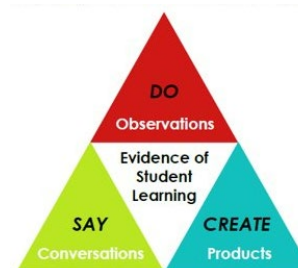 DO
Observations
Evidence of
Student
Learning
SAY
Conversations
CREATE
Products